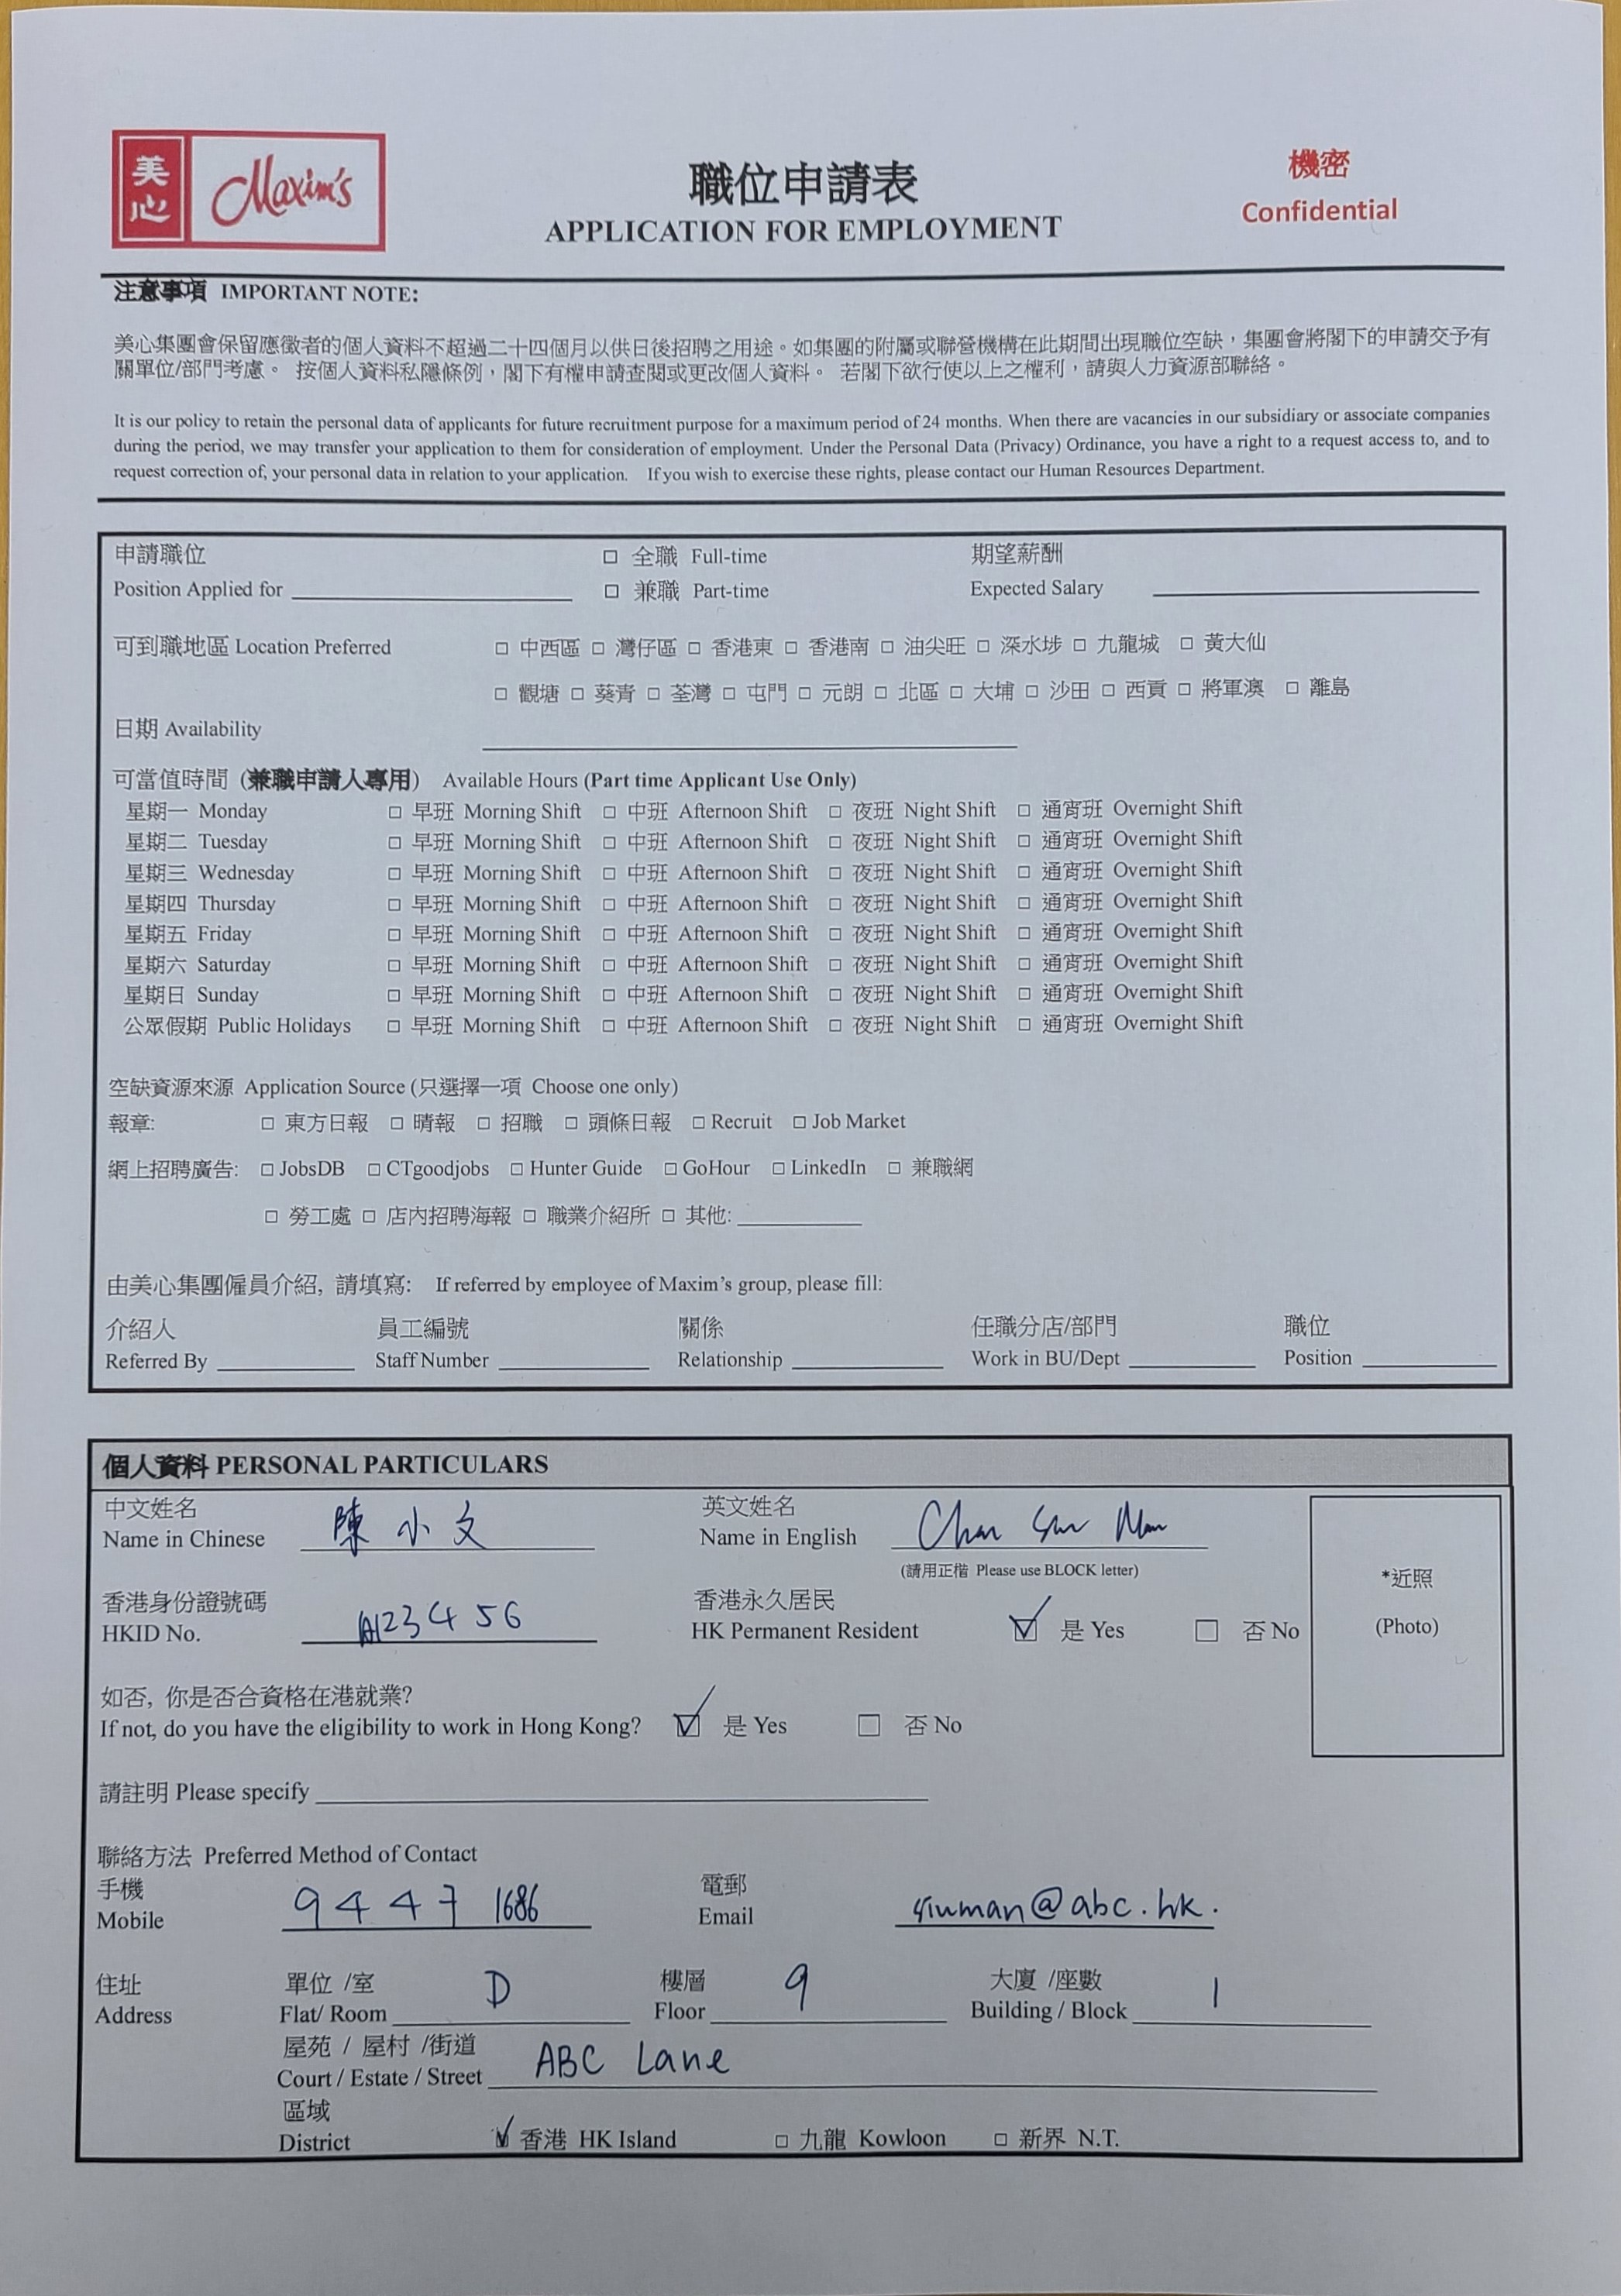 美心 Maxim's
職位申請表
APPLICATION FOR EMPLOYMENT
機密
Confidential
注意事項 IMPORTANT NOTE:
美心集團會保留應徵者的個人資料不超過二十四個月以供日後招聘之用途。如集團的附屬或聯營機構在此期間出現職位空缺，集團會將閣下的申請交予有
關單位/部門考慮。 按個人資料私隱條例，閣下有權申請查閱或更改個人資料。 若閣下欲行使以上之權利，請與人力資源部聯絡。
It is our policy to retain the personal data of applicants for future recruitment purpose for a maximum period of 24 months. When there are vacancies in our subsidiary or associate companies
during the period, we may transfer your application to them for consideration of employment. Under the Personal Data (Privacy) Ordinance, you have a right to a request access to, and to
request correction of, your personal data in relation to your application. If you wish to exercise these rights, please contact our Human Resources Department.
申請職位 □ 全職 Full-time 期望薪酬
Position Applied for □ 兼職 Part-time Expected Salary
可到職地區 Location Preferred □ 中西區 □ 灣仔區 □ 香港東 □ 香港南 □ 油尖旺 □ 深水埗 □ 九龍城 □ 黃大仙
□ 觀塘 □ 葵青 □ 荃灣 □ 屯門 □ 元朗 □ 北區 □ 大埔 □ 沙田 □ 西貢 □ 將軍澳 □ 離島
日期 Availability
可當值時間 (兼職申請人專用) Available Hours (Part time Applicant Use Only)
星期一 Monday □ 早班 Morning Shift □ 中班 Afternoon Shift □ 夜班 Night Shift □ 通宵班 Overnight Shift
星期二 Tuesday □ 早班 Morning Shift □ 中班 Afternoon Shift □ 夜班 Night Shift □ 通宵班 Overnight Shift
星期三 Wednesday □ 早班 Morning Shift □ 中班 Afternoon Shift □ 夜班 Night Shift □ 通宵班 Overnight Shift
星期四 Thursday □ 早班 Morning Shift □ 中班 Afternoon Shift □ 夜班 Night Shift □ 通宵班 Overnight Shift
星期五 Friday □ 早班 Morning Shift □ 中班 Afternoon Shift □ 夜班 Night Shift □ 通宵班 Overnight Shift
星期六 Saturday □ 早班 Morning Shift □ 中班 Afternoon Shift □ 夜班 Night Shift □ 通宵班 Overnight Shift
星期日 Sunday □ 早班 Morning Shift □ 中班 Afternoon Shift □ 夜班 Night Shift □ 通宵班 Overnight Shift
公眾假期 Public Holidays □ 早班 Morning Shift □ 中班 Afternoon Shift □ 夜班 Night Shift □ 通宵班 Overnight Shift
空缺資源來源 Application Source (只選擇一項 Choose one only)
報章: □ 東方日報 □ 晴報 □ 招職 □ 頭條日報 □ Recruit □ Job Market
網上招聘廣告: □ JobsDB □ CTgoodjobs □ Hunter Guide □ GoHour □ LinkedIn □ 兼職網
□ 勞工處 □ 店內招聘海報 □ 職業介紹所 □ 其他:
由美心集團僱員介紹, 請填寫: If referred by employee of Maxim's group, please fill:
介紹人 員工編號 關係 任職分店/部門 職位
Referred By Staff Number Relationship Work in BU/Dept Position
個人資料 PERSONAL PARTICULARS
中文姓名 英文姓名
Name in Chinese 陳小文 Name in English Chan Siu Man
(請用正楷 Please use BLOCK letter)
*近照
(Photo)
香港身份證號碼 香港永久居民
HKID No. A123456 HK Permanent Resident ☑ 是 Yes □ 否 No
如否, 你是否合資格在港就業?
If not, do you have the eligibility to work in Hong Kong? ☑ 是 Yes □ 否 No
請註明 Please specify
聯絡方法 Preferred Method of Contact
手機 電郵
Mobile 9447 1686 Email siuman@abc.hk.
住址 單位 /室 樓層 大廈 /座數
Address Flat/ Room D Floor 9 Building / Block 1
屋苑 / 屋村 /街道
Court / Estate / Street ABC Lane
區域
District ☑ 香港 HK Island □ 九龍 Kowloon □ 新界 N.T.